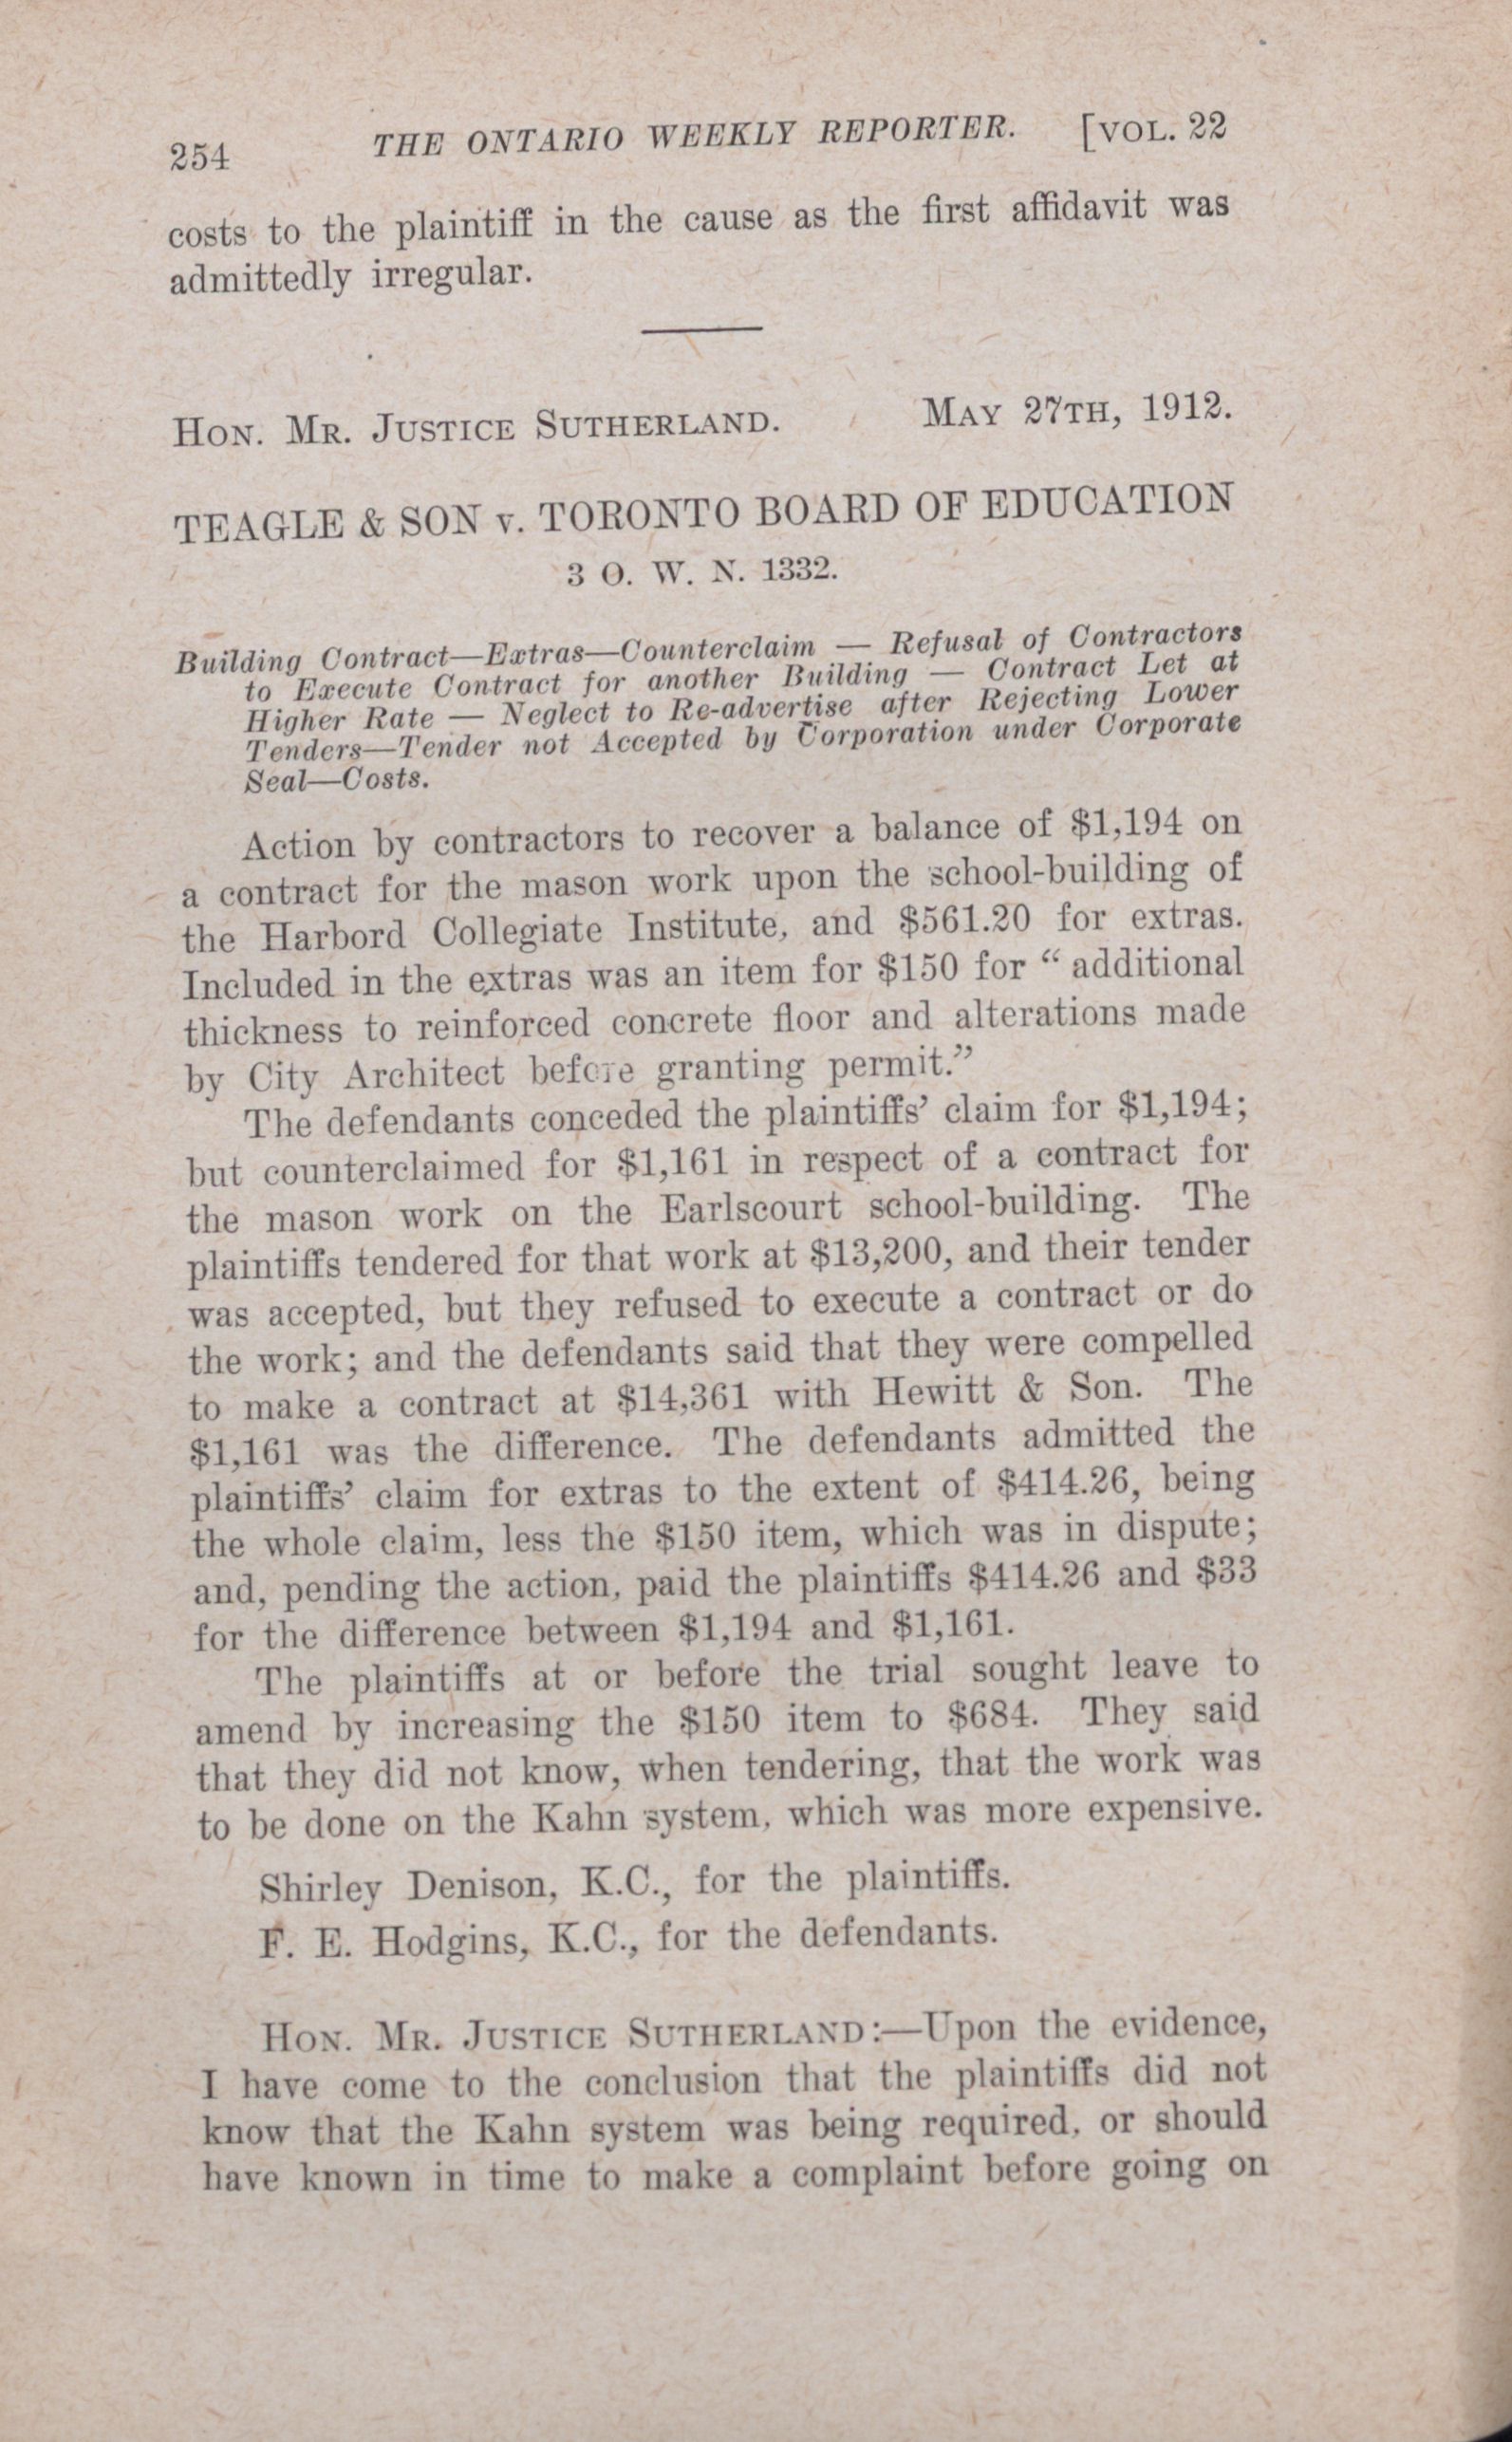 254 THE ONTARIO WEEKLY REPORTER. [VOL. 22
costs to the plaintiff in the cause as the first affidavit was
admittedly irregular.
HON. MR. JUSTICE SUTHERLAND. MAY 27TH, 1912.
TEAGLE & SON v. TORONTO BOARD OF EDUCATION
3 O. W. N. 1332.
Building Contract—Extras—Counterclaim — Refusal of Contractors
to Execute Contract for another Building — Contract Let at
Higher Rate — Neglect to Re-advertise after Rejecting Lower
Tenders—Tender not Accepted by Corporation under Corporate
Seal—Costs.
Action by contractors to recover a balance of $1,194 on
a contract for the mason work upon the school-building of
the Harbord Collegiate Institute, and $561.20 for extras.
Included in the extras was an item for $150 for “ additional
thickness to reinforced concrete floor and alterations made
by City Architect before granting permit.”
The defendants conceded the plaintiffs’ claim for $1,194;
but counterclaimed for $1,161 in respect of a contract for
the mason work on the Earlscourt school-building. The
plaintiffs tendered for that work at $13,200, and their tender
was accepted, but they refused to execute a contract or do
the work; and the defendants said that they were compelled
to make a contract at $14,361 with Hewitt & Son. The
$1,161 was the difference. The defendants admitted the
plaintiffs’ claim for extras to the extent of $414.26, being
the whole claim, less the $150 item, which was in dispute;
and, pending the action, paid the plaintiffs $414.26 and $33
for the difference between $1,194 and $1,161.
The plaintiffs at or before the trial sought leave to
amend by increasing the $150 item to $684. They said
that they did not know, when tendering, that the work was
to be done on the Kahn system, which was more expensive.
Shirley Denison, K.C., for the plaintiffs.
F. E. Hodgins, K.C., for the defendants.
HON. MR. JUSTICE SUTHERLAND:—Upon the evidence,
I have come to the conclusion that the plaintiffs did not
know that the Kahn system was being required, or should
have known in time to make a complaint before going on